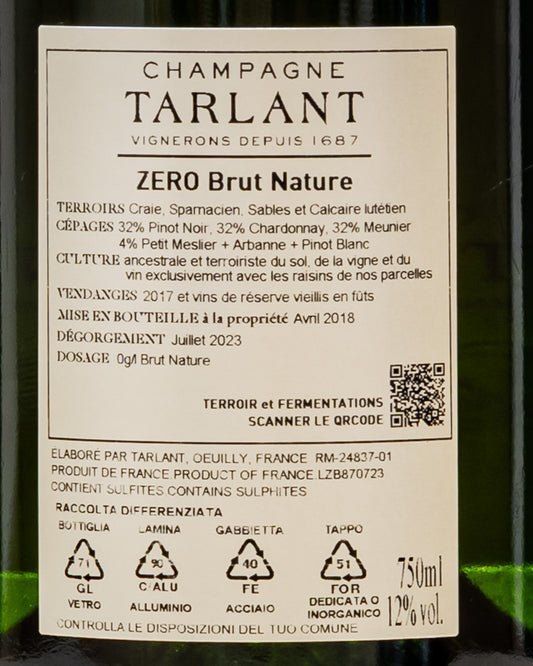 CHAMPAGNE
TARLANT
VIGNERONS DEPUIS 1687
ZERO Brut Nature
TERROIRS Craie, Sparnacien, Sables et Calcaire lutétien
CÉPAGES 32% Pinot Noir, 32% Chardonnay, 32% Meunier
4% Petit Meslier + Arbanne + Pinot Blanc
CULTURE ancestrale et terroiriste du sol, de la vigne et du
vin exclusivement avec les raisins de nos parcelles
VENDANGES 2017 et vins de réserve vieillis en fûts
MISE EN BOUTEILLE à la propriété Avril 2018
DÉGORGEMENT Juillet 2023
DOSAGE 0g/l Brut Nature
TERROIR et FERMENTATIONS
SCANNER LE QRCODE
ÉLABORÉ PAR TARLANT, OEUILLY, FRANCE RM-24837-01
PRODUIT DE FRANCE.PRODUCT OF FRANCE.LZB870723
CONTIENT SULFITES.CONTAINS SULPHITES
RACCOLTA DIFFERENZIATA
BOTTIGLIA LAMINA GABBIETTA TAPPO
71 90 40 51
GL C/ALU FE FOR
VETRO ALLUMINIO ACCIAIO DEDICATA O INORGANICO
750ml
12% vol.
CONTROLLA LE DISPOSIZIONI DEL TUO COMUNE